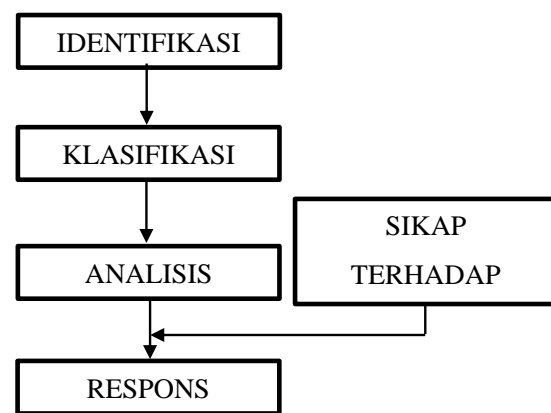 IDENTIFIKASI
KLASIFIKASI
ANALISIS
SIKAP
TERHADAP
RESPONS